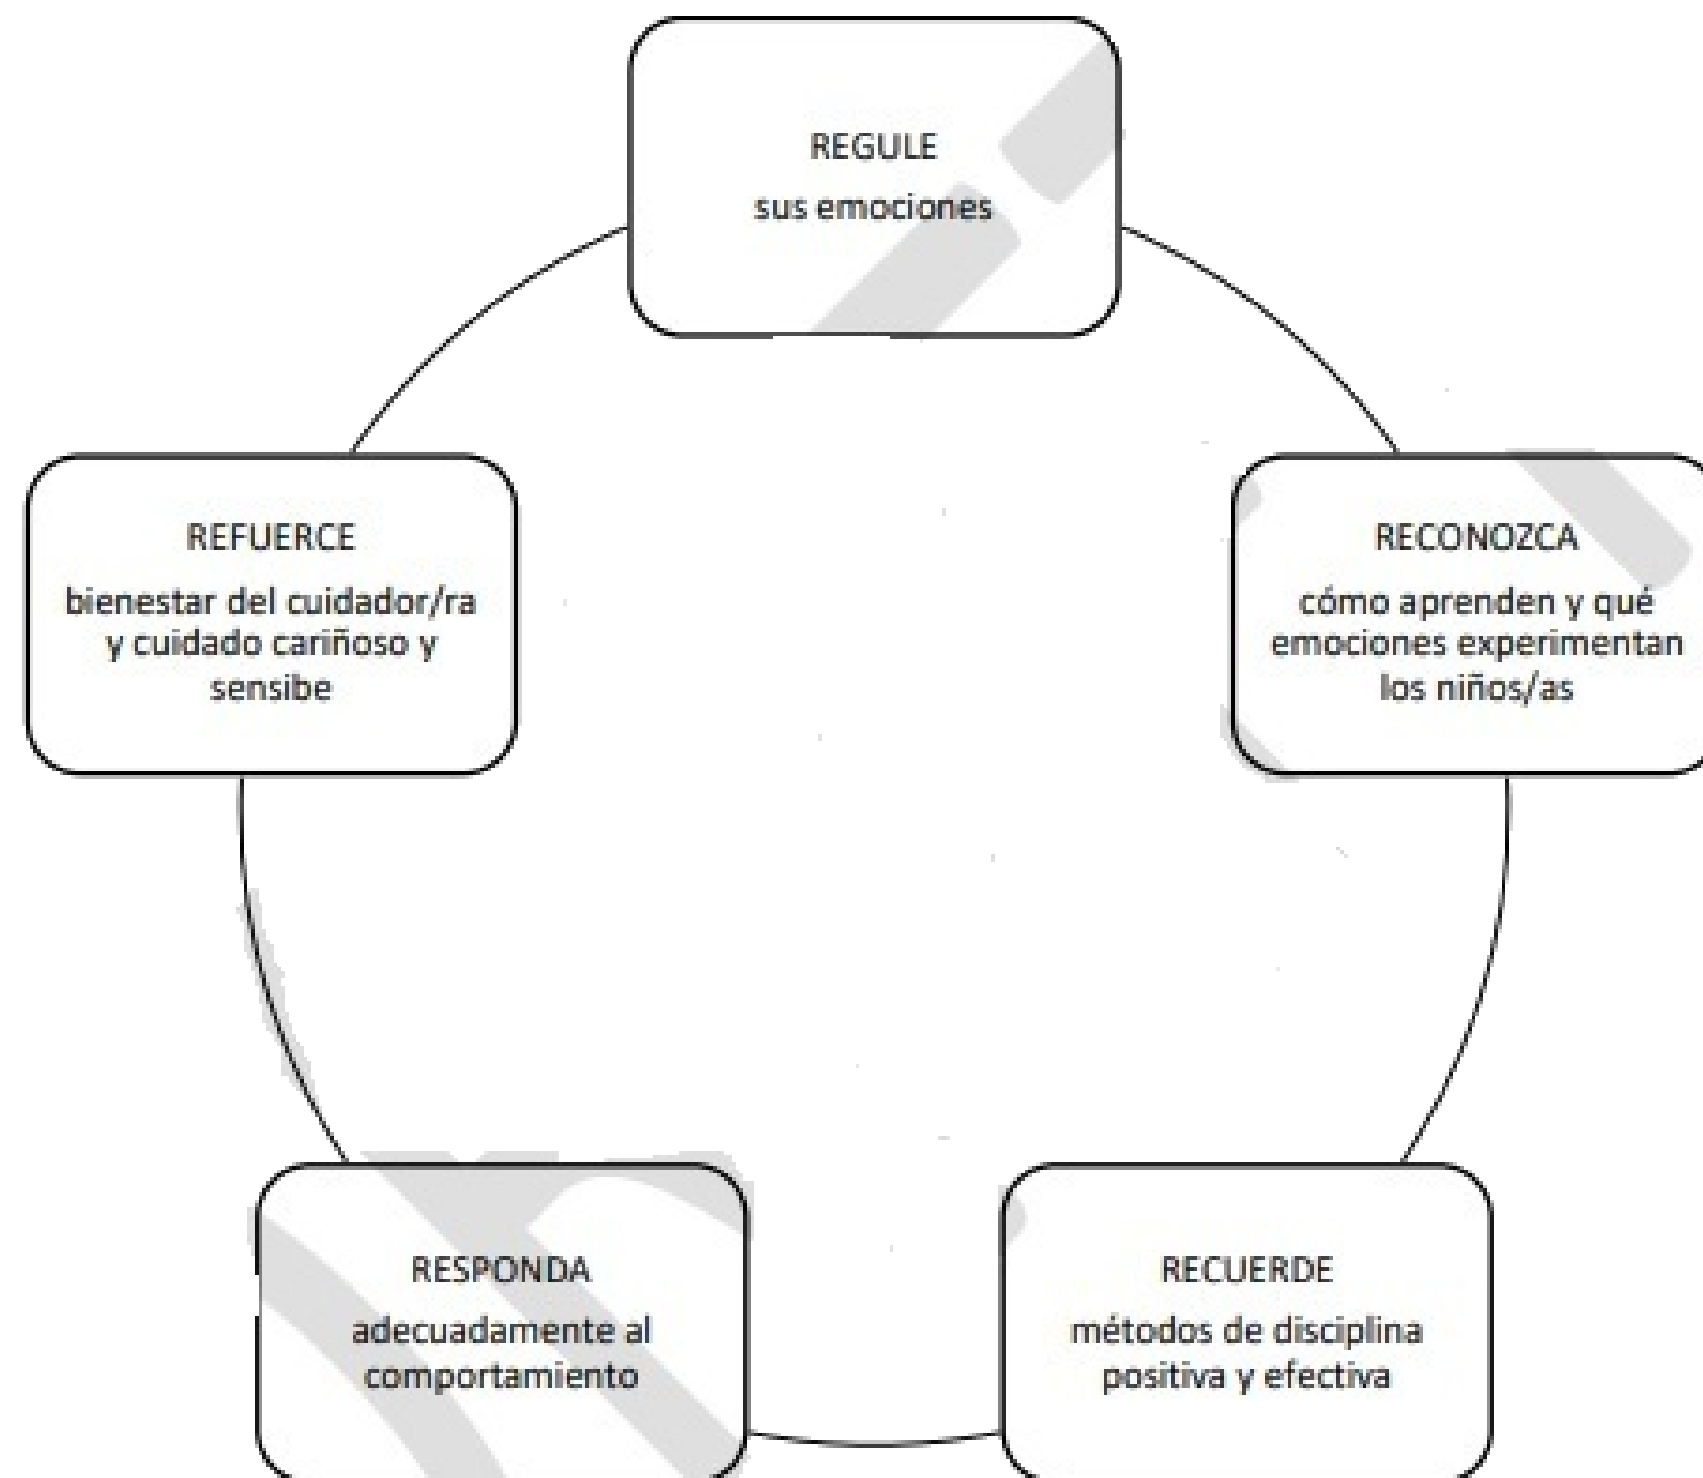 REGULE
sus emociones
REFUERCE
bienestar del cuidador/ra
y cuidado cariñoso y
sensibe
RECONOZCA
cómo aprenden y qué
emociones experimentan
los niños/as
RESPONDA
adecuadamente al
comportamiento
RECUERDE
métodos de disciplina
positiva y efectiva